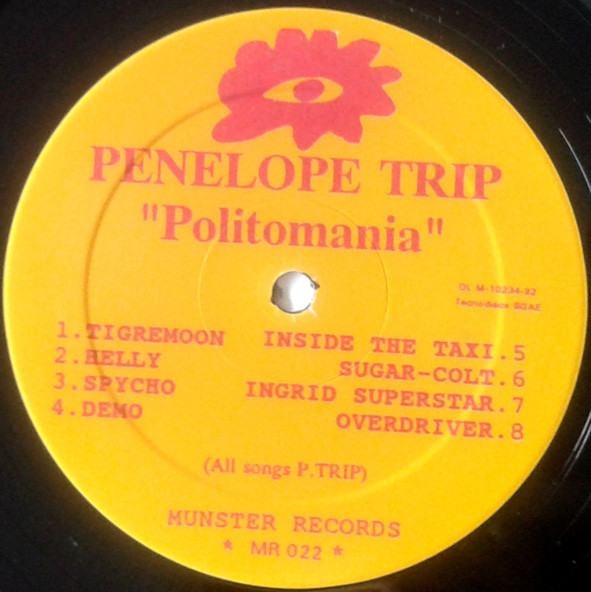 PENELOPE TRIP
"Politomania"
DL M-10234-92
Tecnodisco SGAE
1.TIGREMOON INSIDE THE TAXI.5
2.HELLY SUGAR-COLT.6
3.SPYCHO INGRID SUPERSTAR.7
4.DEMO OVERDRIVER.8
(All songs P.TRIP)
MUNSTER RECORDS
* MR 022 *